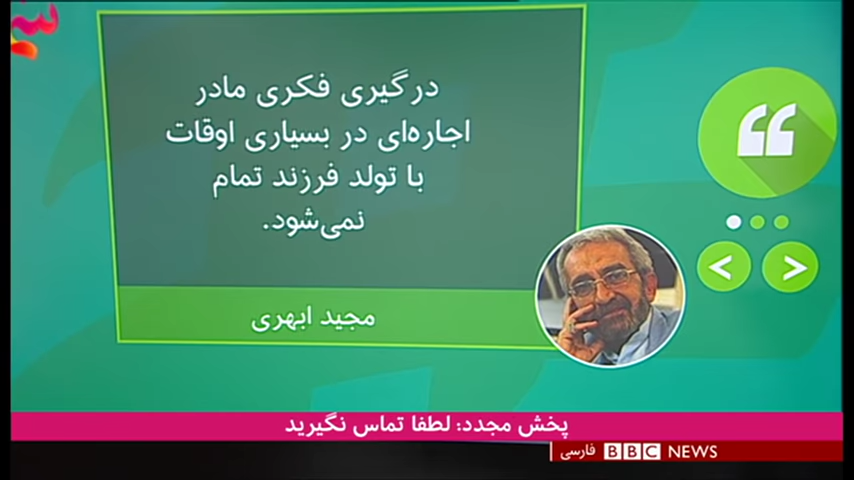 درگیری فکری مادر
اجاره‌ای در بسیاری اوقات
با تولد فرزند تمام
نمی‌شود.
مجید ابهری
پخش مجدد: لطفا تماس نگیرید
BBC NEWS فارسی